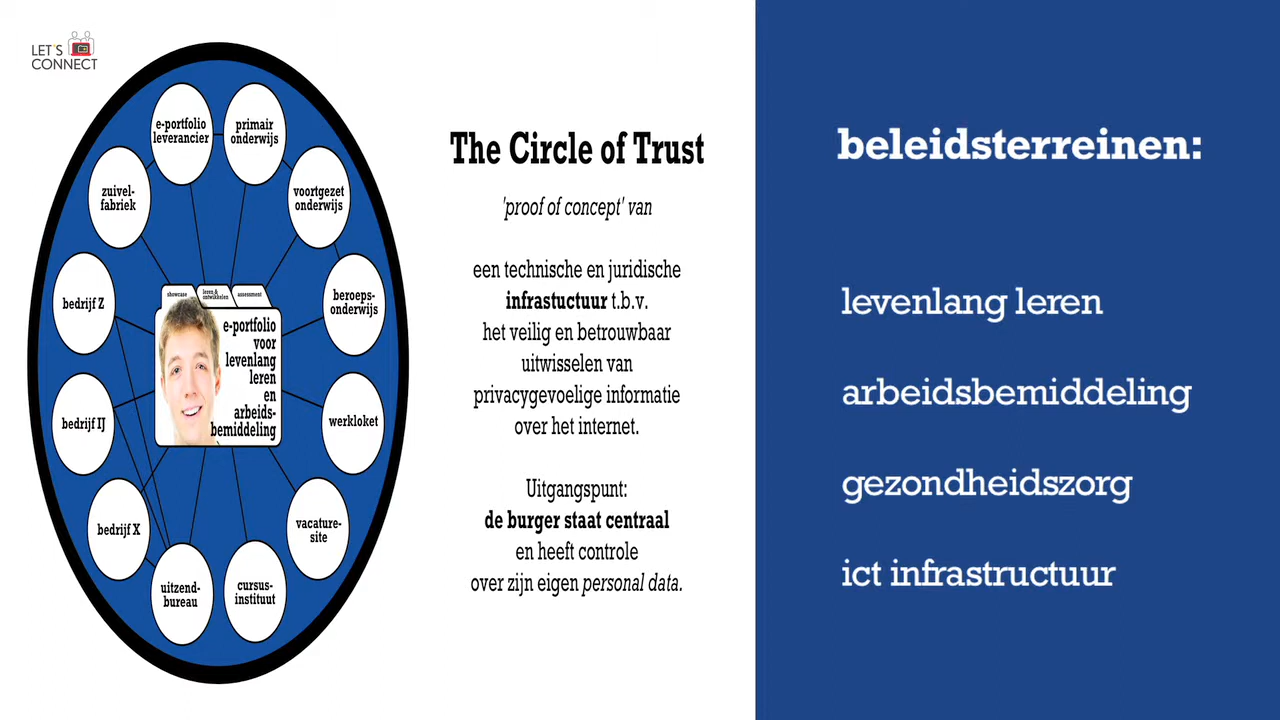 LET'S
CONNECT
e-portfolio
leverancier
primair
onderwijs
voortgezet
onderwijs
beroeps-
onderwijs
werkloket
vacature-
site
cursus-
instituut
uitzend-
bureau
bedrijf X
bedrijf IJ
bedrijf Z
zuivel-
fabriek
showcase
leren &
ontwikkelen
assessment
e-portfolio
voor
levenlang
leren
en
arbeids-
bemiddeling
The Circle of Trust
'proof of concept' van
een technische en juridische
infrastuctuur t.b.v.
het veilig en betrouwbaar
uitwisselen van
privacygevoelige informatie
over het internet.
Uitgangspunt:
de burger staat centraal
en heeft controle
over zijn eigen personal data.
beleidsterreinen:
levenlang leren
arbeidsbemiddeling
gezondheidszorg
ict infrastructuur